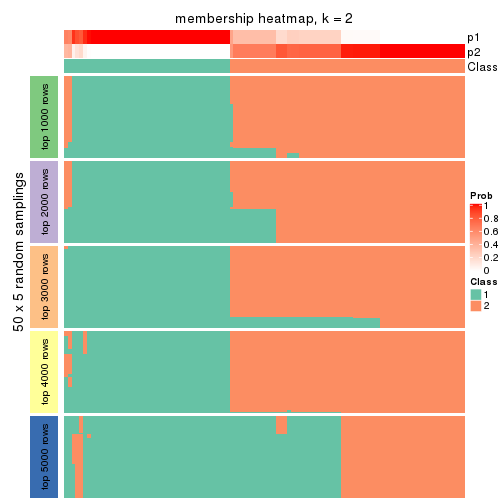 membership heatmap, k = 2
p1
p2
Class
50 x 5 random samplings
top 1000 rows
top 2000 rows
top 3000 rows
top 4000 rows
top 5000 rows
Prob
1
0.8
0.6
0.4
0.2
0
Class
1
2